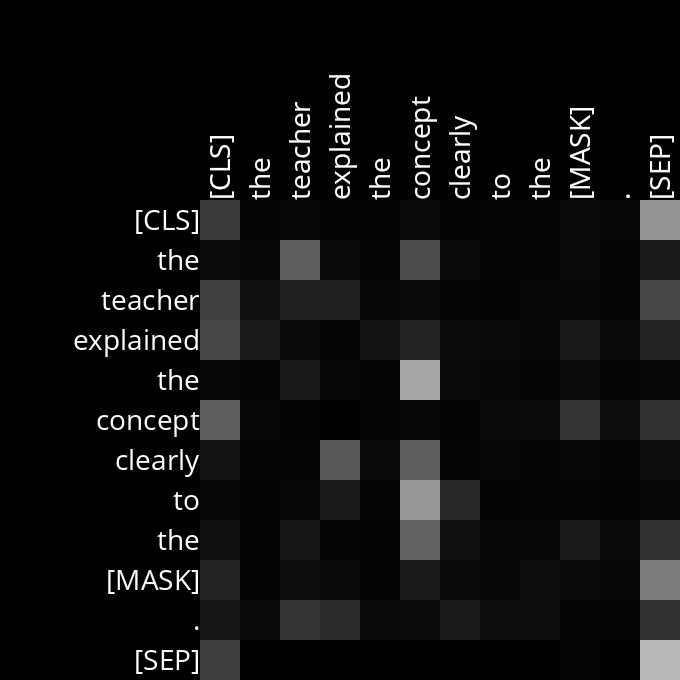 [CLS]
the
teacher
explained
the
concept
clearly
to
the
[MASK]
.
[SEP]
[CLS]
the
teacher
explained
the
concept
clearly
to
the
[MASK]
.
[SEP]